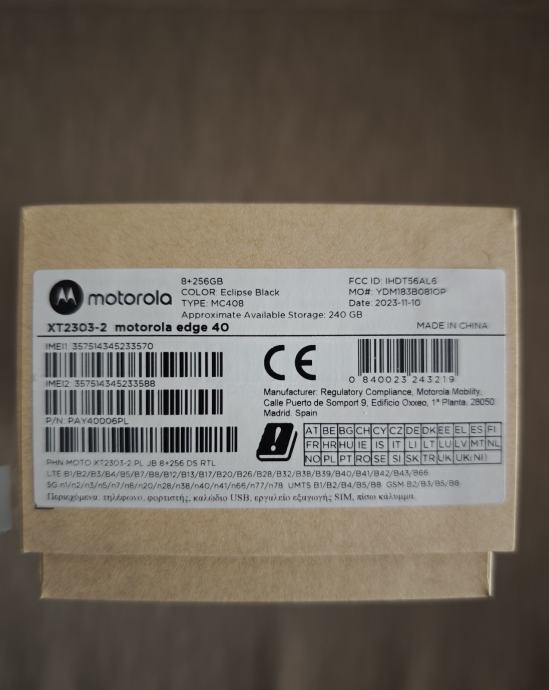 motorola
8+256GB
COLOR: Eclipse Black
TYPE: MC408
Approximate Available Storage: 240 GB
FCC ID: IHDT56AL6
MO#: YDM183B081OP
Date: 2023-11-10
XT2303-2 motorola edge 40
MADE IN CHINA
IMEI1 357514345233570
IMEI2: 357514345233588
P/N: PAY40006PL
CE
0 840023 243219
Manufacturer: Regulatory Compliance, Motorola Mobility,
Calle Puerto de Somport 9, Edificio Oxxeo, 1ª Planta. 28050.
Madrid. Spain
AT BE BG CH CY CZ DE DK EE EL ES FI
FR HR HU IE IS IT LI LT LU LV MT NL
NO PL PT RO SE SI SK TR UK UK(NI)
PHN MOTO XT2303-2 PL JB 8+256 DS RTL
LTE B1/B2/B3/B4/B5/B7/B8/B12/B13/B17/B20/B26/B28/B32/B38/B39/B40/B41/B42/B43/B66
5G n1/n2/n3/n5/n7/n8/n20/n28/n38/n40/n41/n66/n77/n78 UMTS B1/B2/B4/B5/B8 GSM B2/B3/B5/B8
Περιεχόμενα: τηλέφωνο, φορτιστής, καλώδιο USB, εργαλείο εξαγωγής SIM, πίσω κάλυμμα.